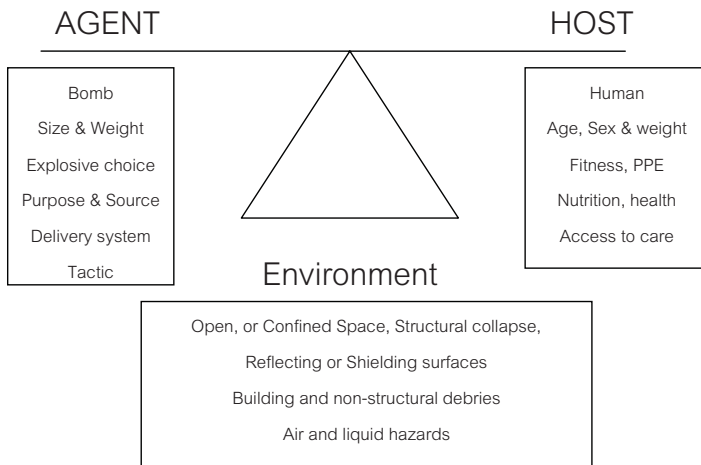 AGENT
HOST
Bomb
Size & Weight
Explosive choice
Purpose & Source
Delivery system
Tactic
Human
Age, Sex & weight
Fitness, PPE
Nutrition, health
Access to care
Environment
Open, or Confined Space, Structural collapse,
Reflecting or Shielding surfaces
Building and non-structural debries
Air and liquid hazards